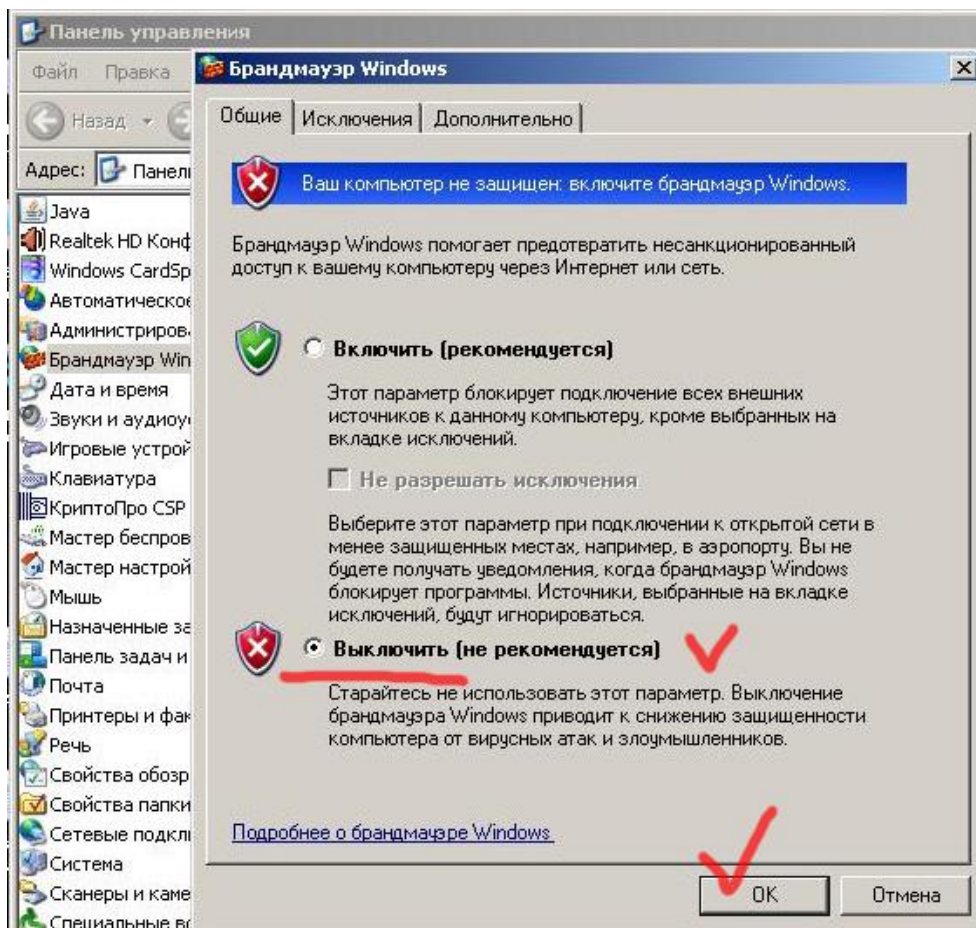 Панель управления
Файл Правка
Брандмауэр Windows
Назад
Общие Исключения Дополнительно
Адрес: Панел
Ваш компьютер не защищен: включите брандмауэр Windows.
Java
Realtek HD Конф
Windows CardSp
Автоматическое
Администриров
Брандмауэр Win
Дата и время
Звуки и аудиоу
Игровые устрой
Клавиатура
КриптоПро CSP
Мастер беспров
Мастер настрой
Мышь
Назначенные за
Панель задач и
Почта
Принтеры и фак
Речь
Свойства обозр
Свойства папки
Сетевые подкл
Система
Сканеры и каме
Специальные во
Брандмауэр Windows помогает предотвратить несанкционированный
доступ к вашему компьютеру через Интернет или сеть.
Включить (рекомендуется)
Этот параметр блокирует подключение всех внешних
источников к данному компьютеру, кроме выбранных на
вкладке исключений.
Не разрешать исключения
Выберите этот параметр при подключении к открытой сети в
менее защищенных местах, например, в аэропорту. Вы не
будете получать уведомления, когда брандмауэр Windows
блокирует программы. Источники, выбранные на вкладке
исключений, будут игнорироваться.
Выключить (не рекомендуется)
Старайтесь не использовать этот параметр. Выключение
брандмауэра Windows приводит к снижению защищенности
компьютера от вирусных атак и злоумышленников.
Подробнее о брандмауэре Windows
OK Отмена